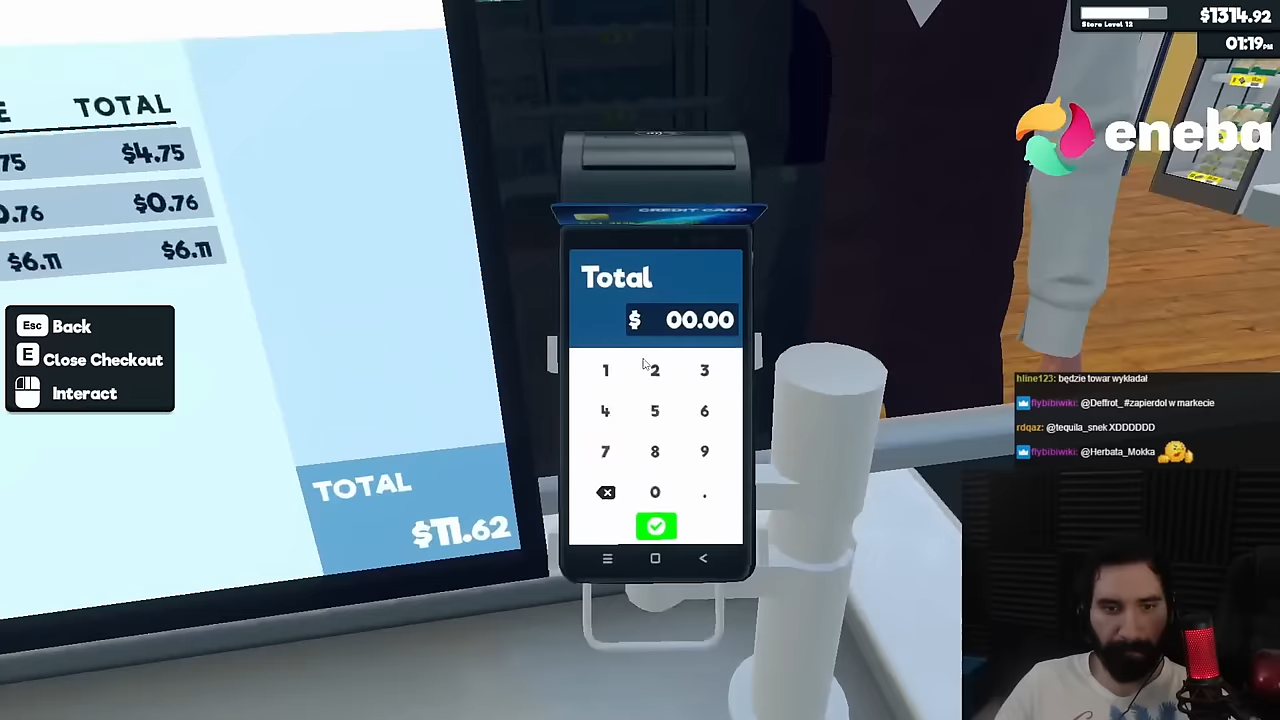 Store Level 12
$1314.92
01:19PM
eneba
TOTAL
$4.75
0.76 $0.76
$6.11 $6.11
TOTAL
$11.62
Esc Back
E Close Checkout
Interact
CREDIT CARD
Total
$ 00.00
1 2 3
4 5 6
7 8 9
0 .
hline123: będzie towar wykładał
flybibiwiki: @Deffrot_ #zapierdol w markecie
rdqaz: @tequila_snek XDDDDDD
flybibiwiki: @Herbata_Mokka